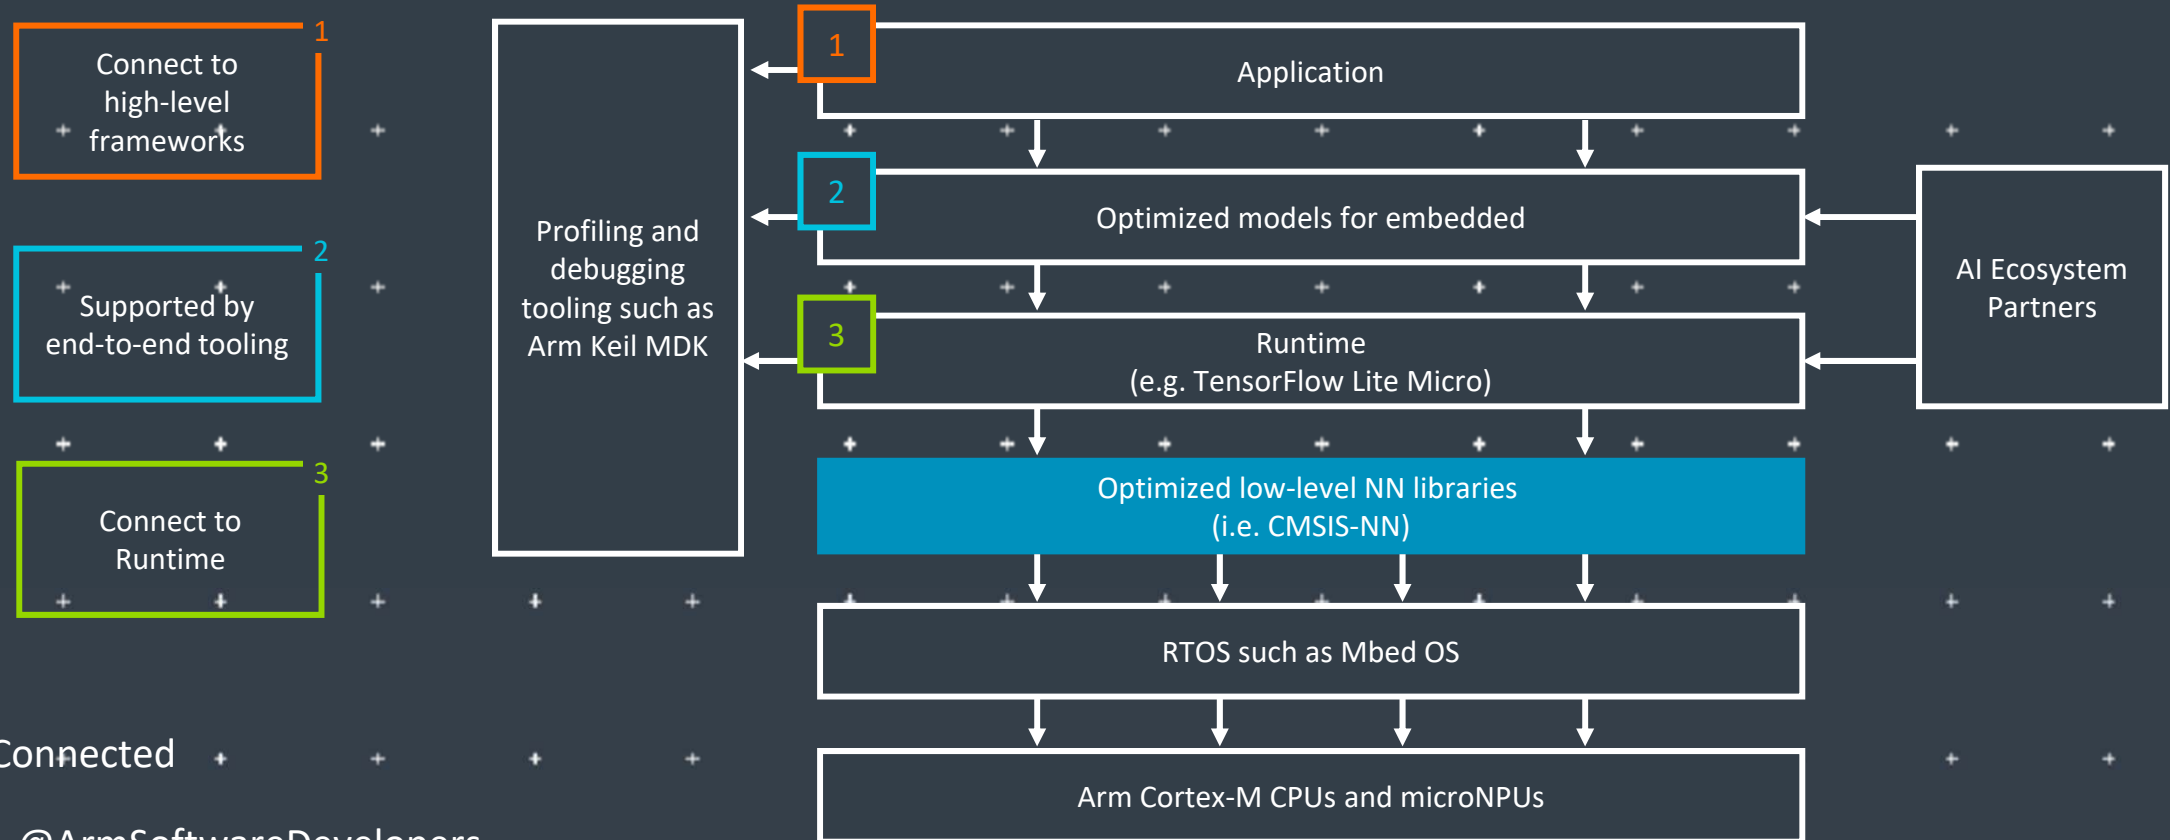 1
Connect to
high-level
frameworks
2
Supported by
end-to-end tooling
3
Connect to
Runtime
Profiling and
debugging
tooling such as
Arm Keil MDK
1
Application
2
Optimized models for embedded
3
Runtime
(e.g. TensorFlow Lite Micro)
Optimized low-level NN libraries
(i.e. CMSIS-NN)
RTOS such as Mbed OS
Arm Cortex-M CPUs and microNPUs
AI Ecosystem
Partners
Connected
@ArmSoftwareDevelopers